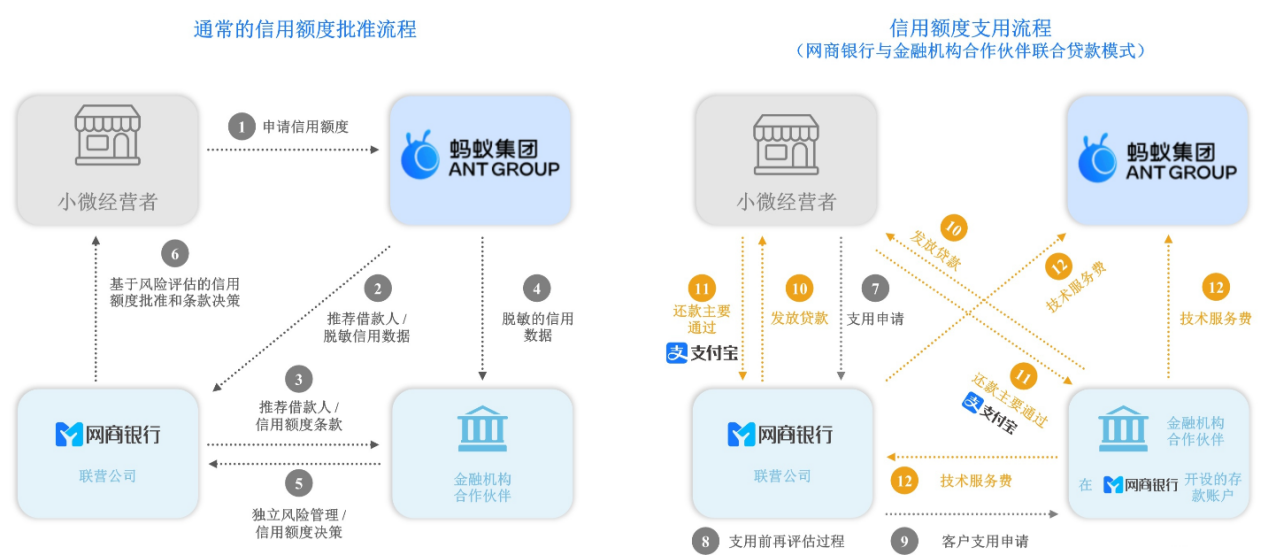 通常的信用额度批准流程
小微经营者
1 申请信用额度
蚂蚁集团
ANT GROUP
6
基于风险评估的信用
额度批准和条款决策
2
推荐借款人 /
脱敏信用数据
4
脱敏的信用
数据
3
推荐借款人 /
信用额度条款
网商银行
联营公司
5
独立风险管理 /
信用额度决策
金融机构
合作伙伴
信用额度支用流程
（网商银行与金融机构合作伙伴联合贷款模式）
小微经营者
蚂蚁集团
ANT GROUP
11
还款主要
通过
支 支付宝
10
发放贷款
7
支用申请
10
发放贷款
12
技术服务费
12
技术服务费
11
还款主要通过
支 支付宝
网商银行
联营公司
金融机构
合作伙伴
在 网商银行 开设的存
款账户
12 技术服务费
8 支用前再评估过程
9 客户支用申请